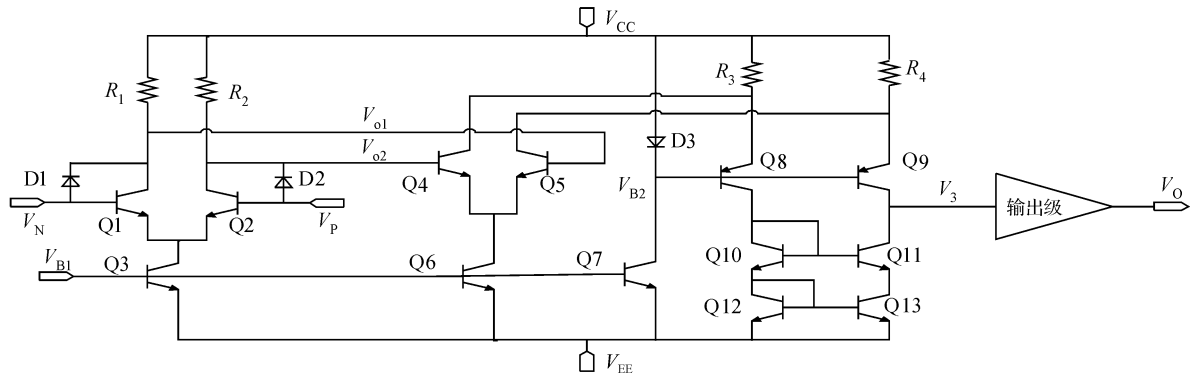 V_CC
R_1
R_2
R_3
R_4
V_o1
V_o2
D1
D2
D3
Q4
Q5
Q8
Q9
V_N
Q1
Q2
V_P
V_B2
V_3
输出级
V_O
V_B1
Q3
Q6
Q7
Q10
Q11
Q12
Q13
V_EE